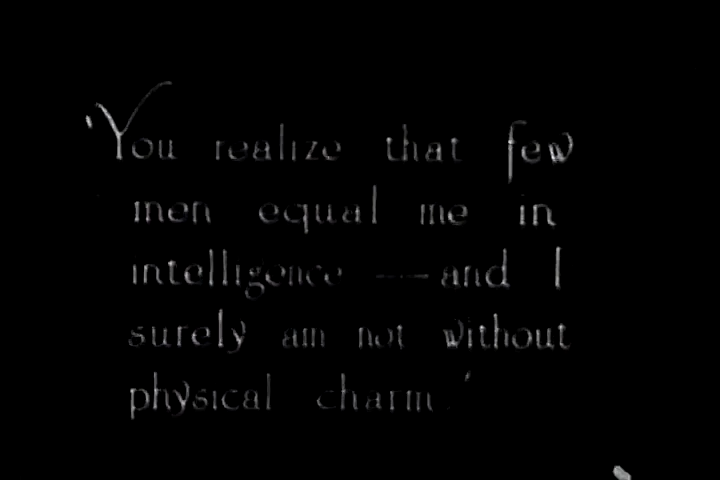 'You realize that few
men equal me in
intelligence -- and I
surely am not without
physical charm.'